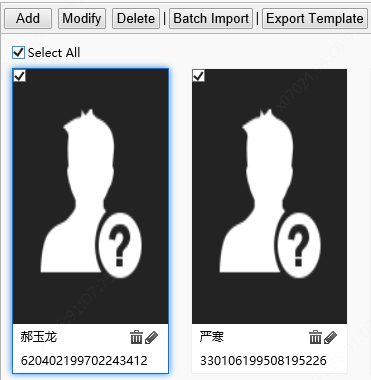 Add Modify Delete | Batch Import | Export Template
Select All
郝玉龙 严寒
620402199702243412 330106199508195226